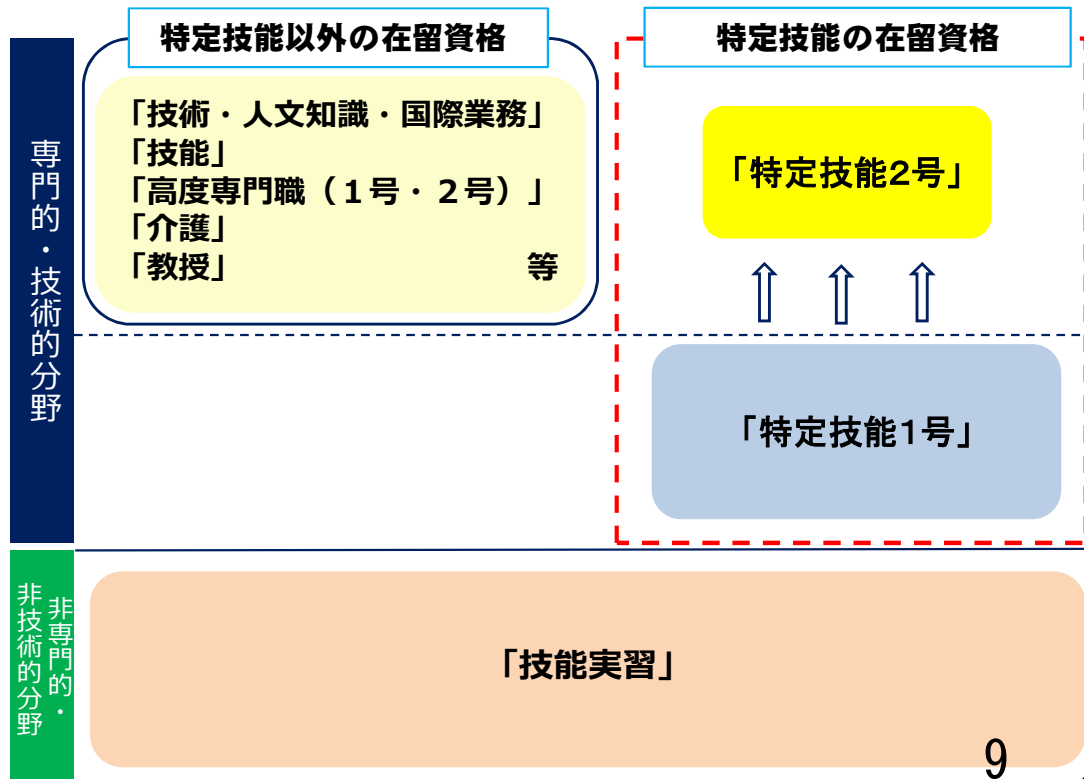 特定技能以外の在留資格
特定技能の在留資格
専門的・技術的分野
「技術・人文知識・国際業務」
「技能」
「高度専門職（１号・２号）」
「介護」
「教授」 等
「特定技能2号」
「特定技能1号」
非専門的・
非技術的分野
「技能実習」
9